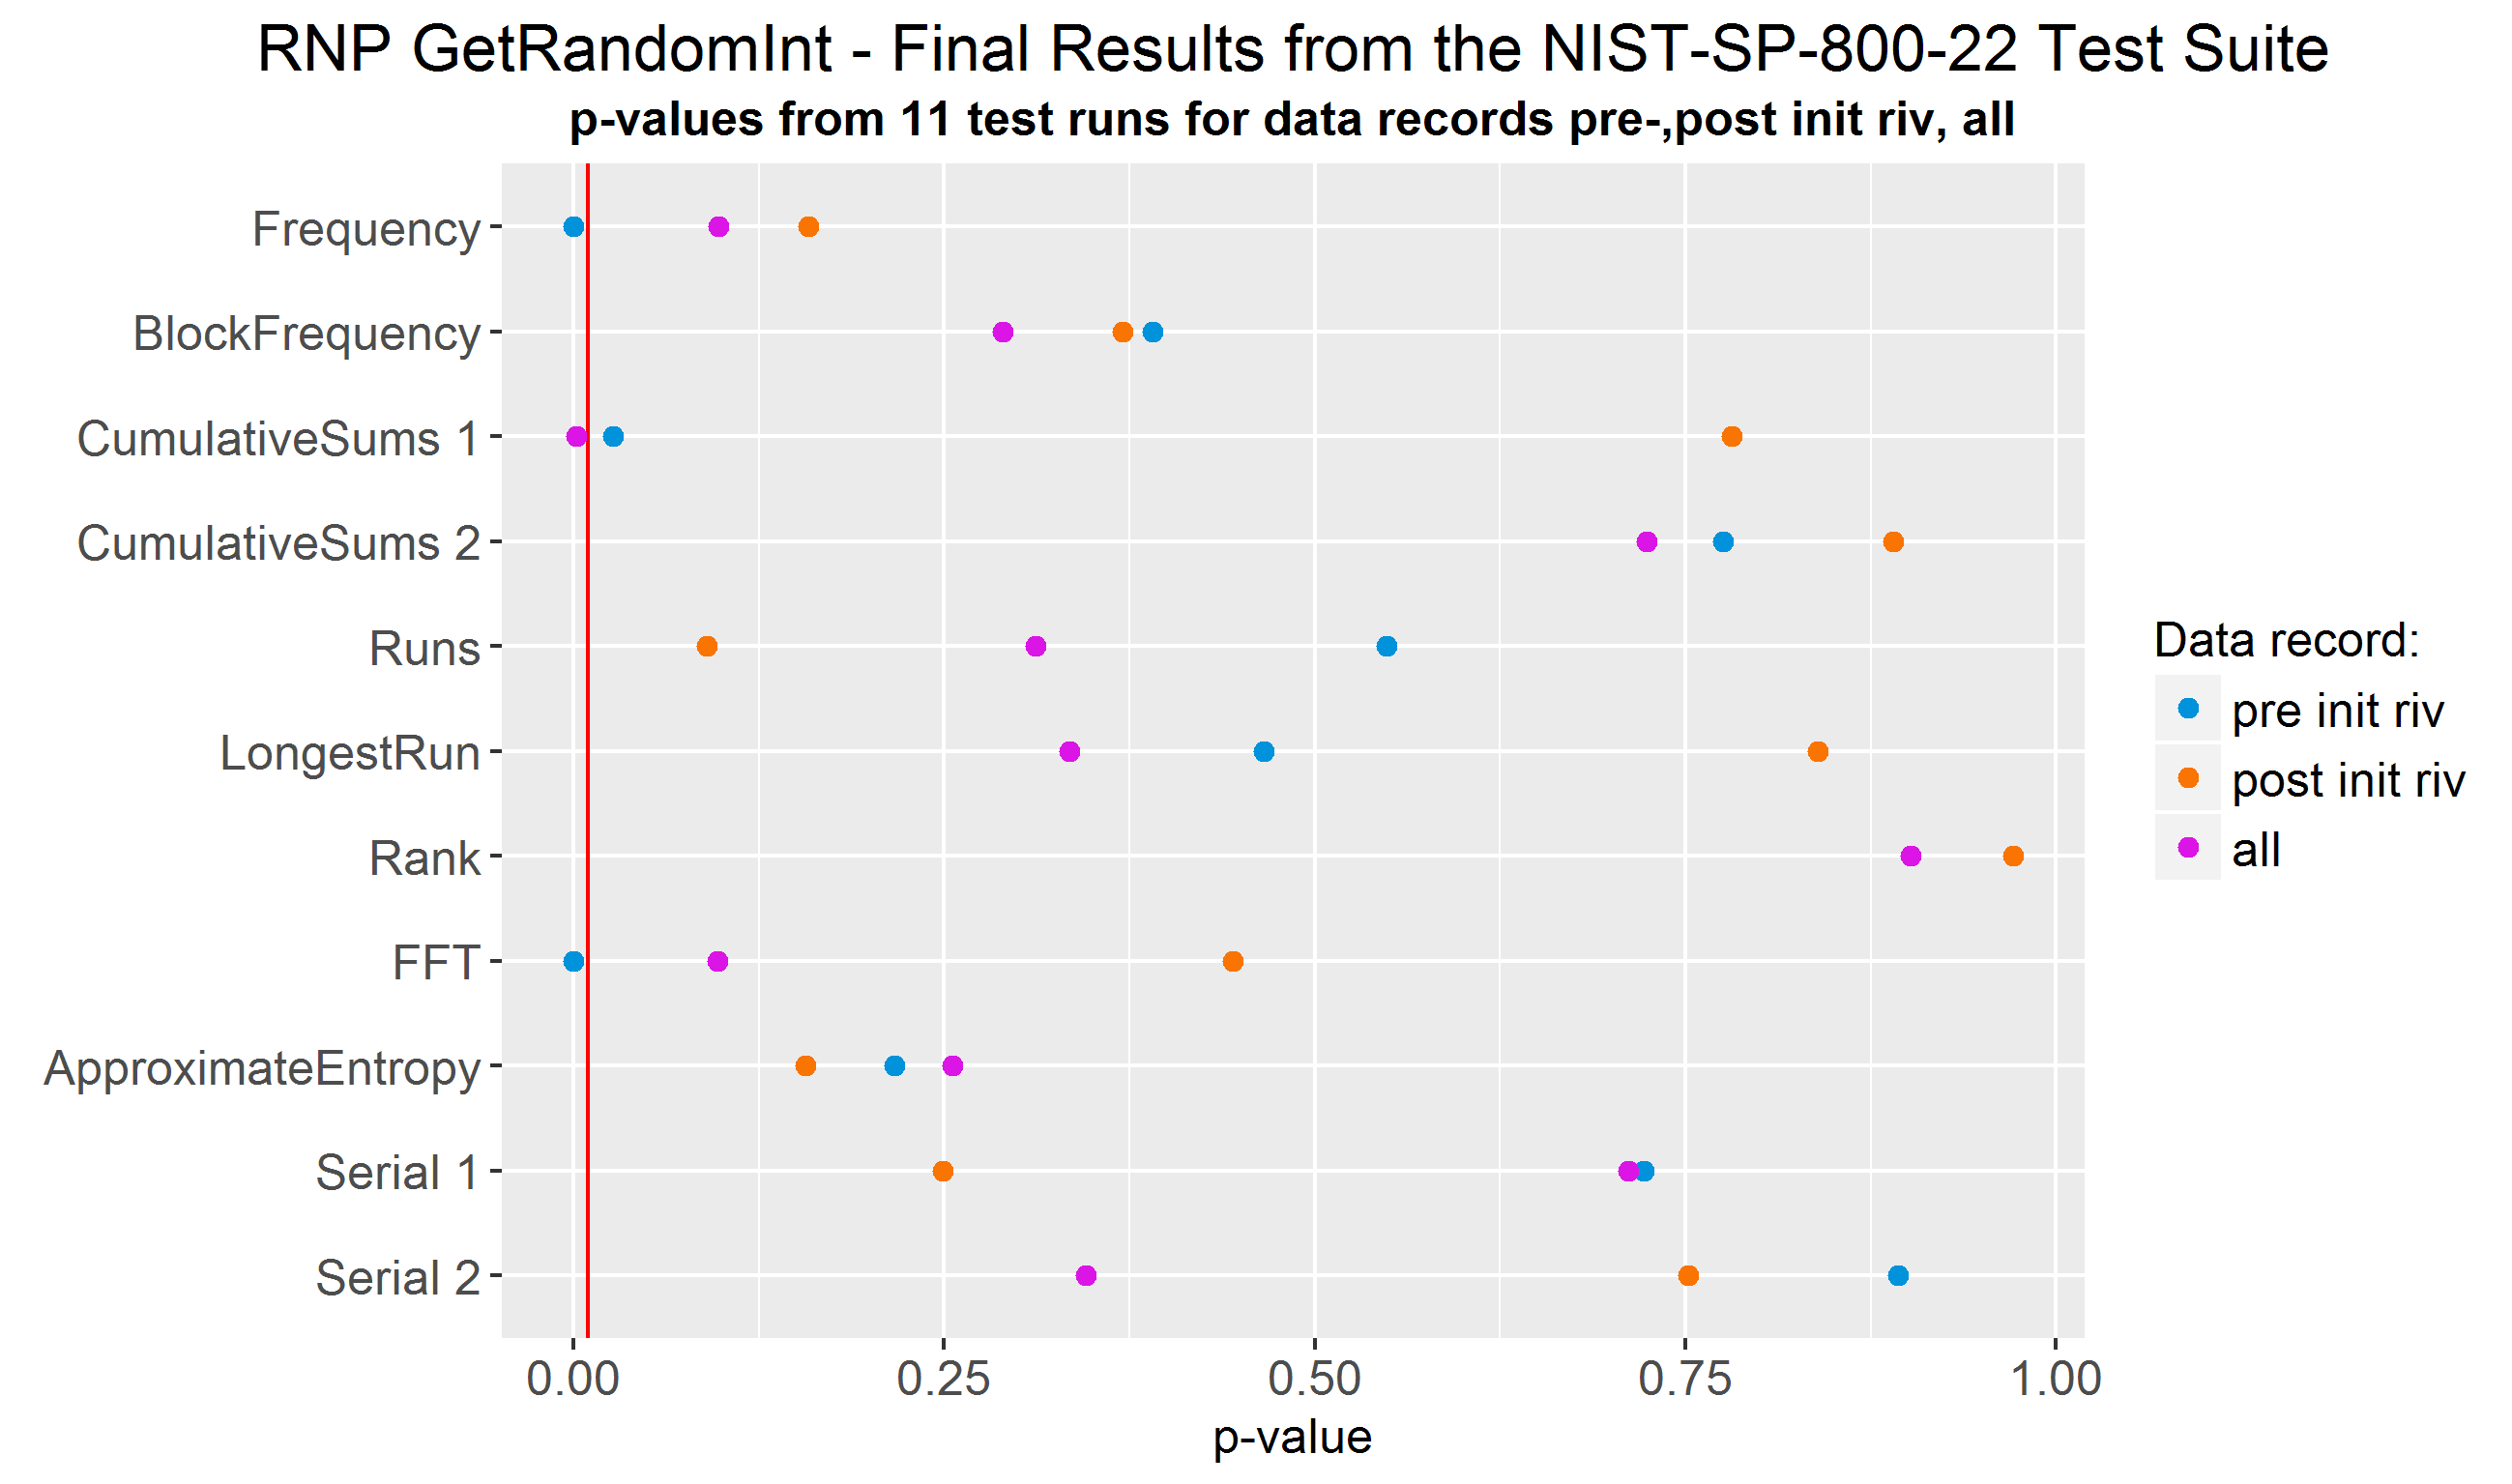 RNP GetRandomInt - Final Results from the NIST-SP-800-22 Test Suite
p-values from 11 test runs for data records pre-,post init riv, all
Frequency
BlockFrequency
CumulativeSums 1
CumulativeSums 2
Runs
LongestRun
Rank
FFT
ApproximateEntropy
Serial 1
Serial 2
0.00 0.25 0.50 0.75 1.00
p-value
Data record:
pre init riv
post init riv
all